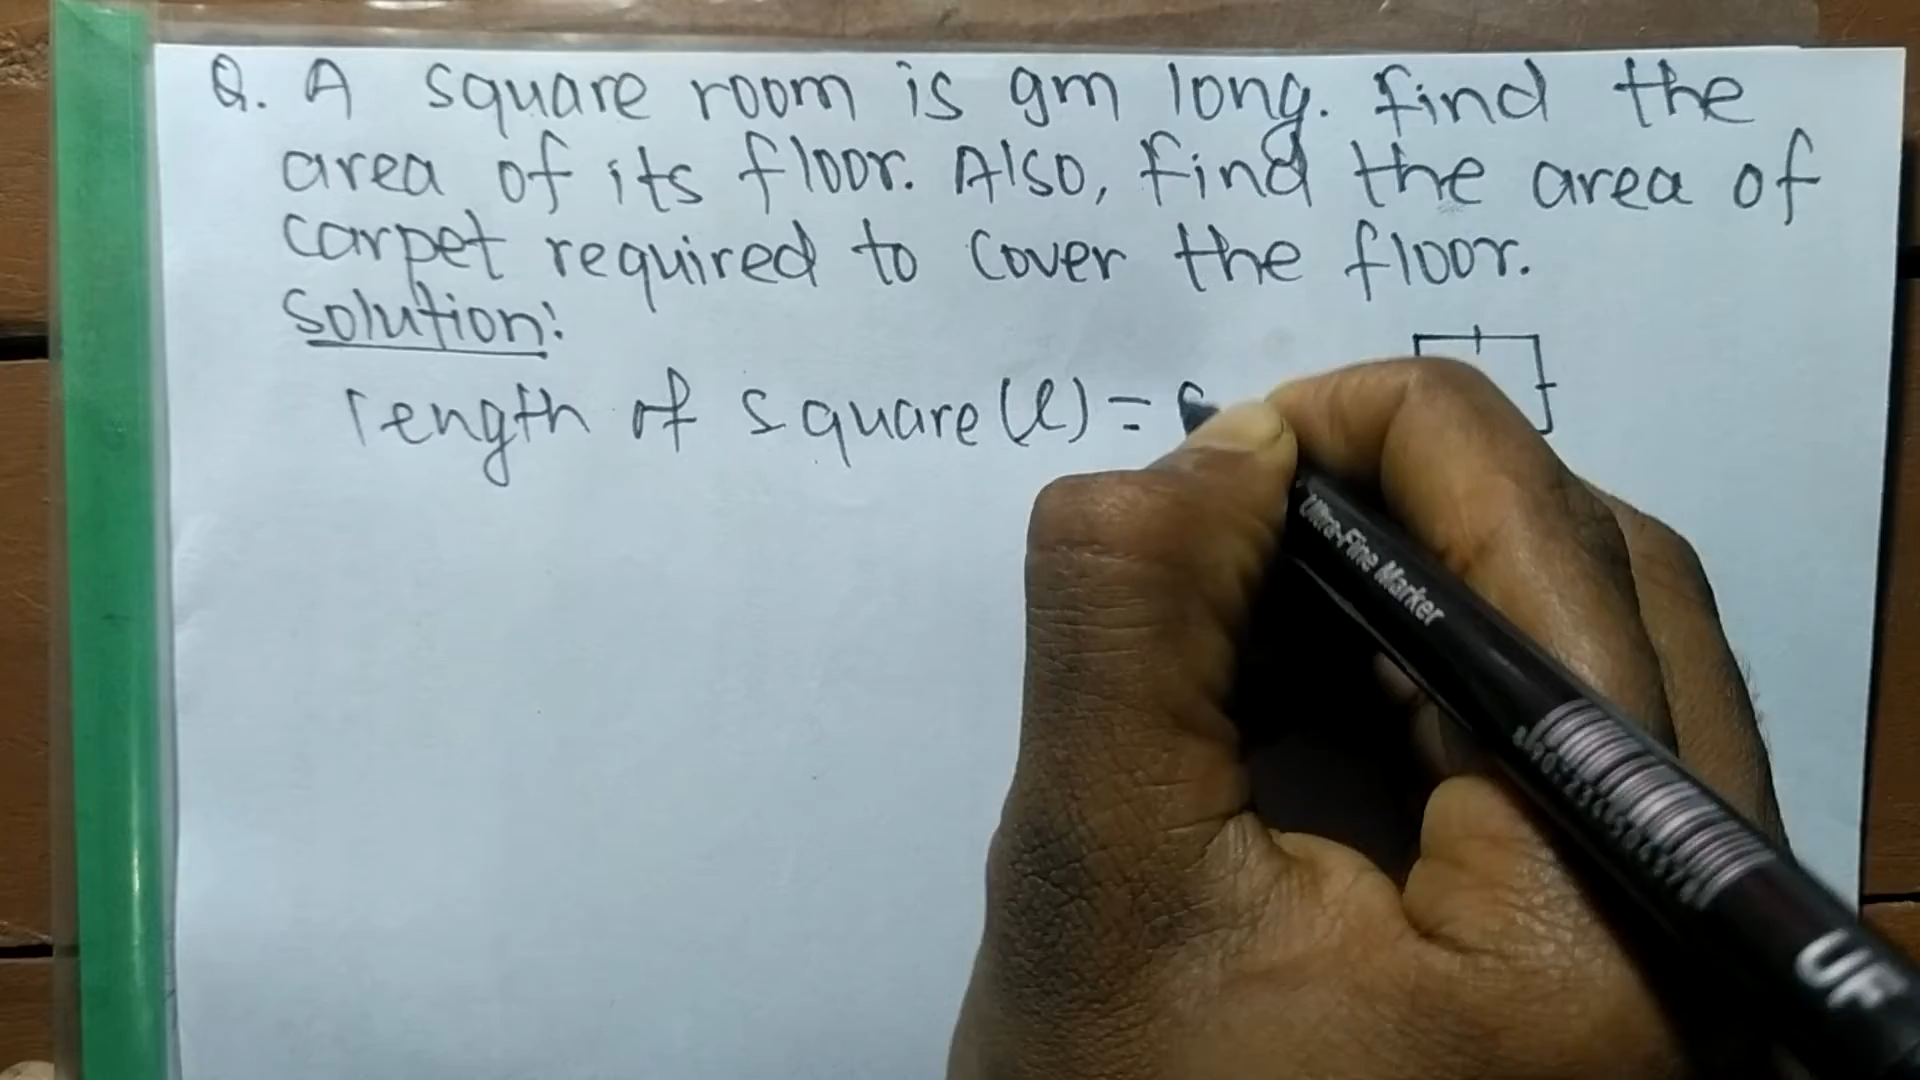 Q. A square room is 9m long. find the
area of its floor. Also, find the area of
carpet required to cover the floor.
Solution:
length of square (l) =
Ultra-Fine Marker
UF